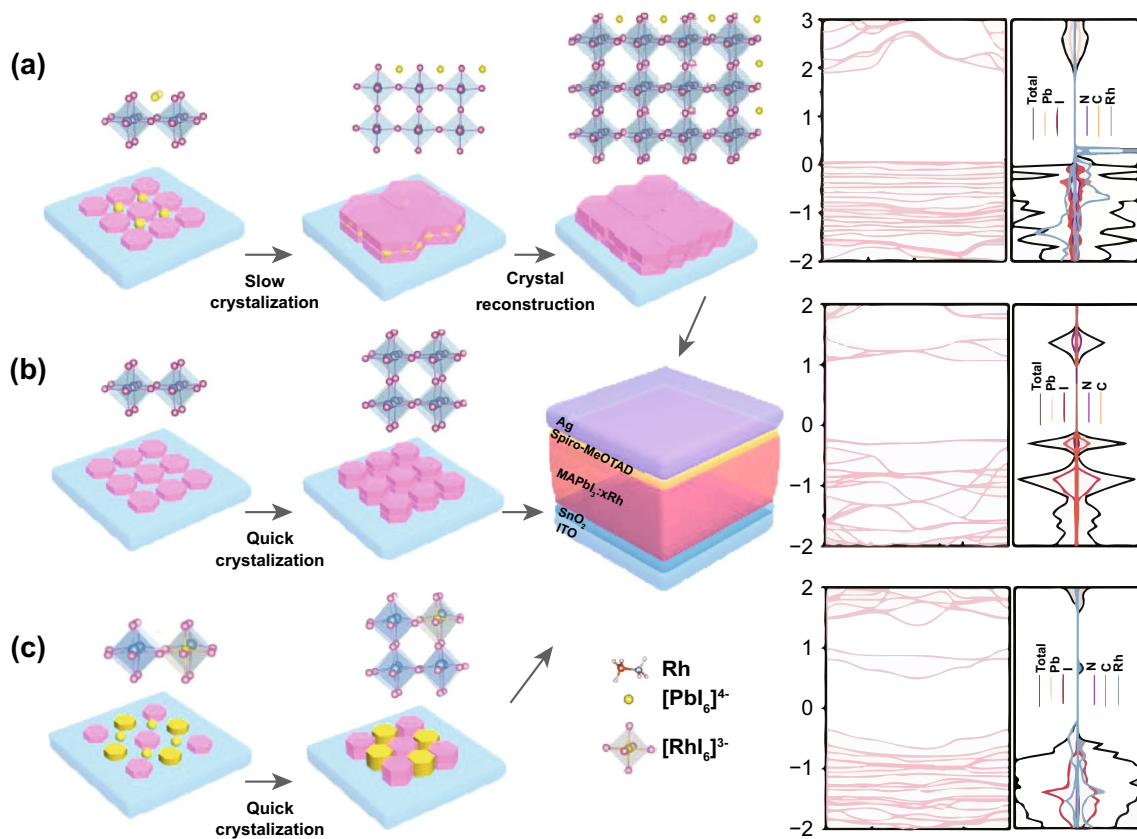 (a)
Slow
crystalization
Crystal
reconstruction
3
2
1
0
−1
−2
Total
Pb
I
N
C
Rh
(b)
Quick
crystalization
Ag
Spiro-MeOTAD
MAPbI₃:xRh
SnO₂
ITO
2
1
0
−1
−2
Total
Pb
I
N
C
(c)
Quick
crystalization
Rh
[PbI₆]⁴⁻
[RhI₆]³⁻
2
1
0
−1
−2
Total
Pb
I
N
C
Rh